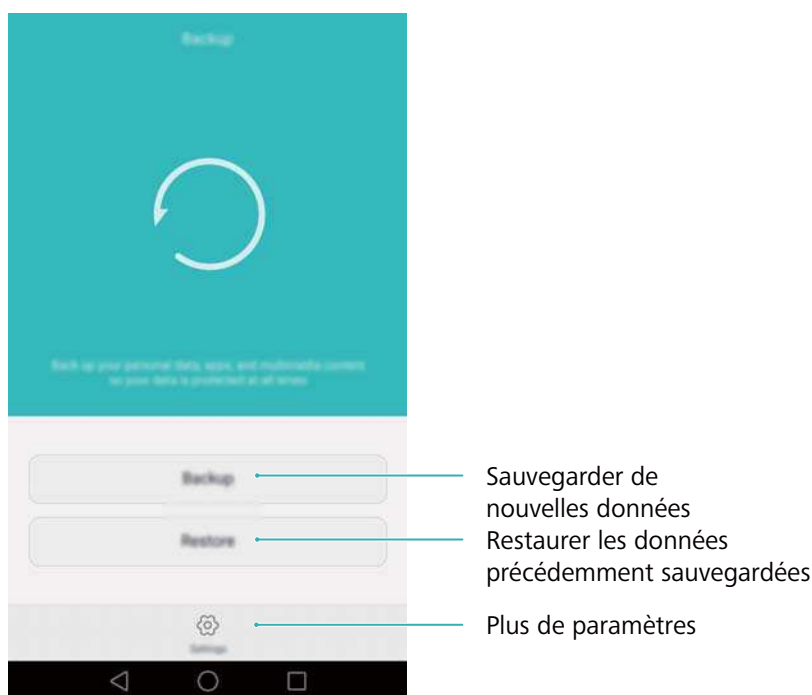 Backup
Back up your personal data, apps, and multimedia content
so your data is protected at all times
Backup
Sauvegarder de
nouvelles données
Restore
Restaurer les données
précédemment sauvegardées
Settings
Plus de paramètres